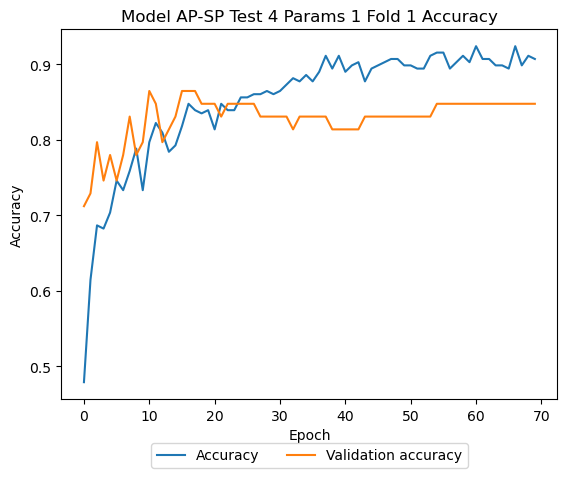 Model AP-SP Test 4 Params 1 Fold 1 Accuracy
Accuracy
0.9
0.8
0.7
0.6
0.5
0 10 20 30 40 50 60 70
Epoch
Accuracy Validation accuracy